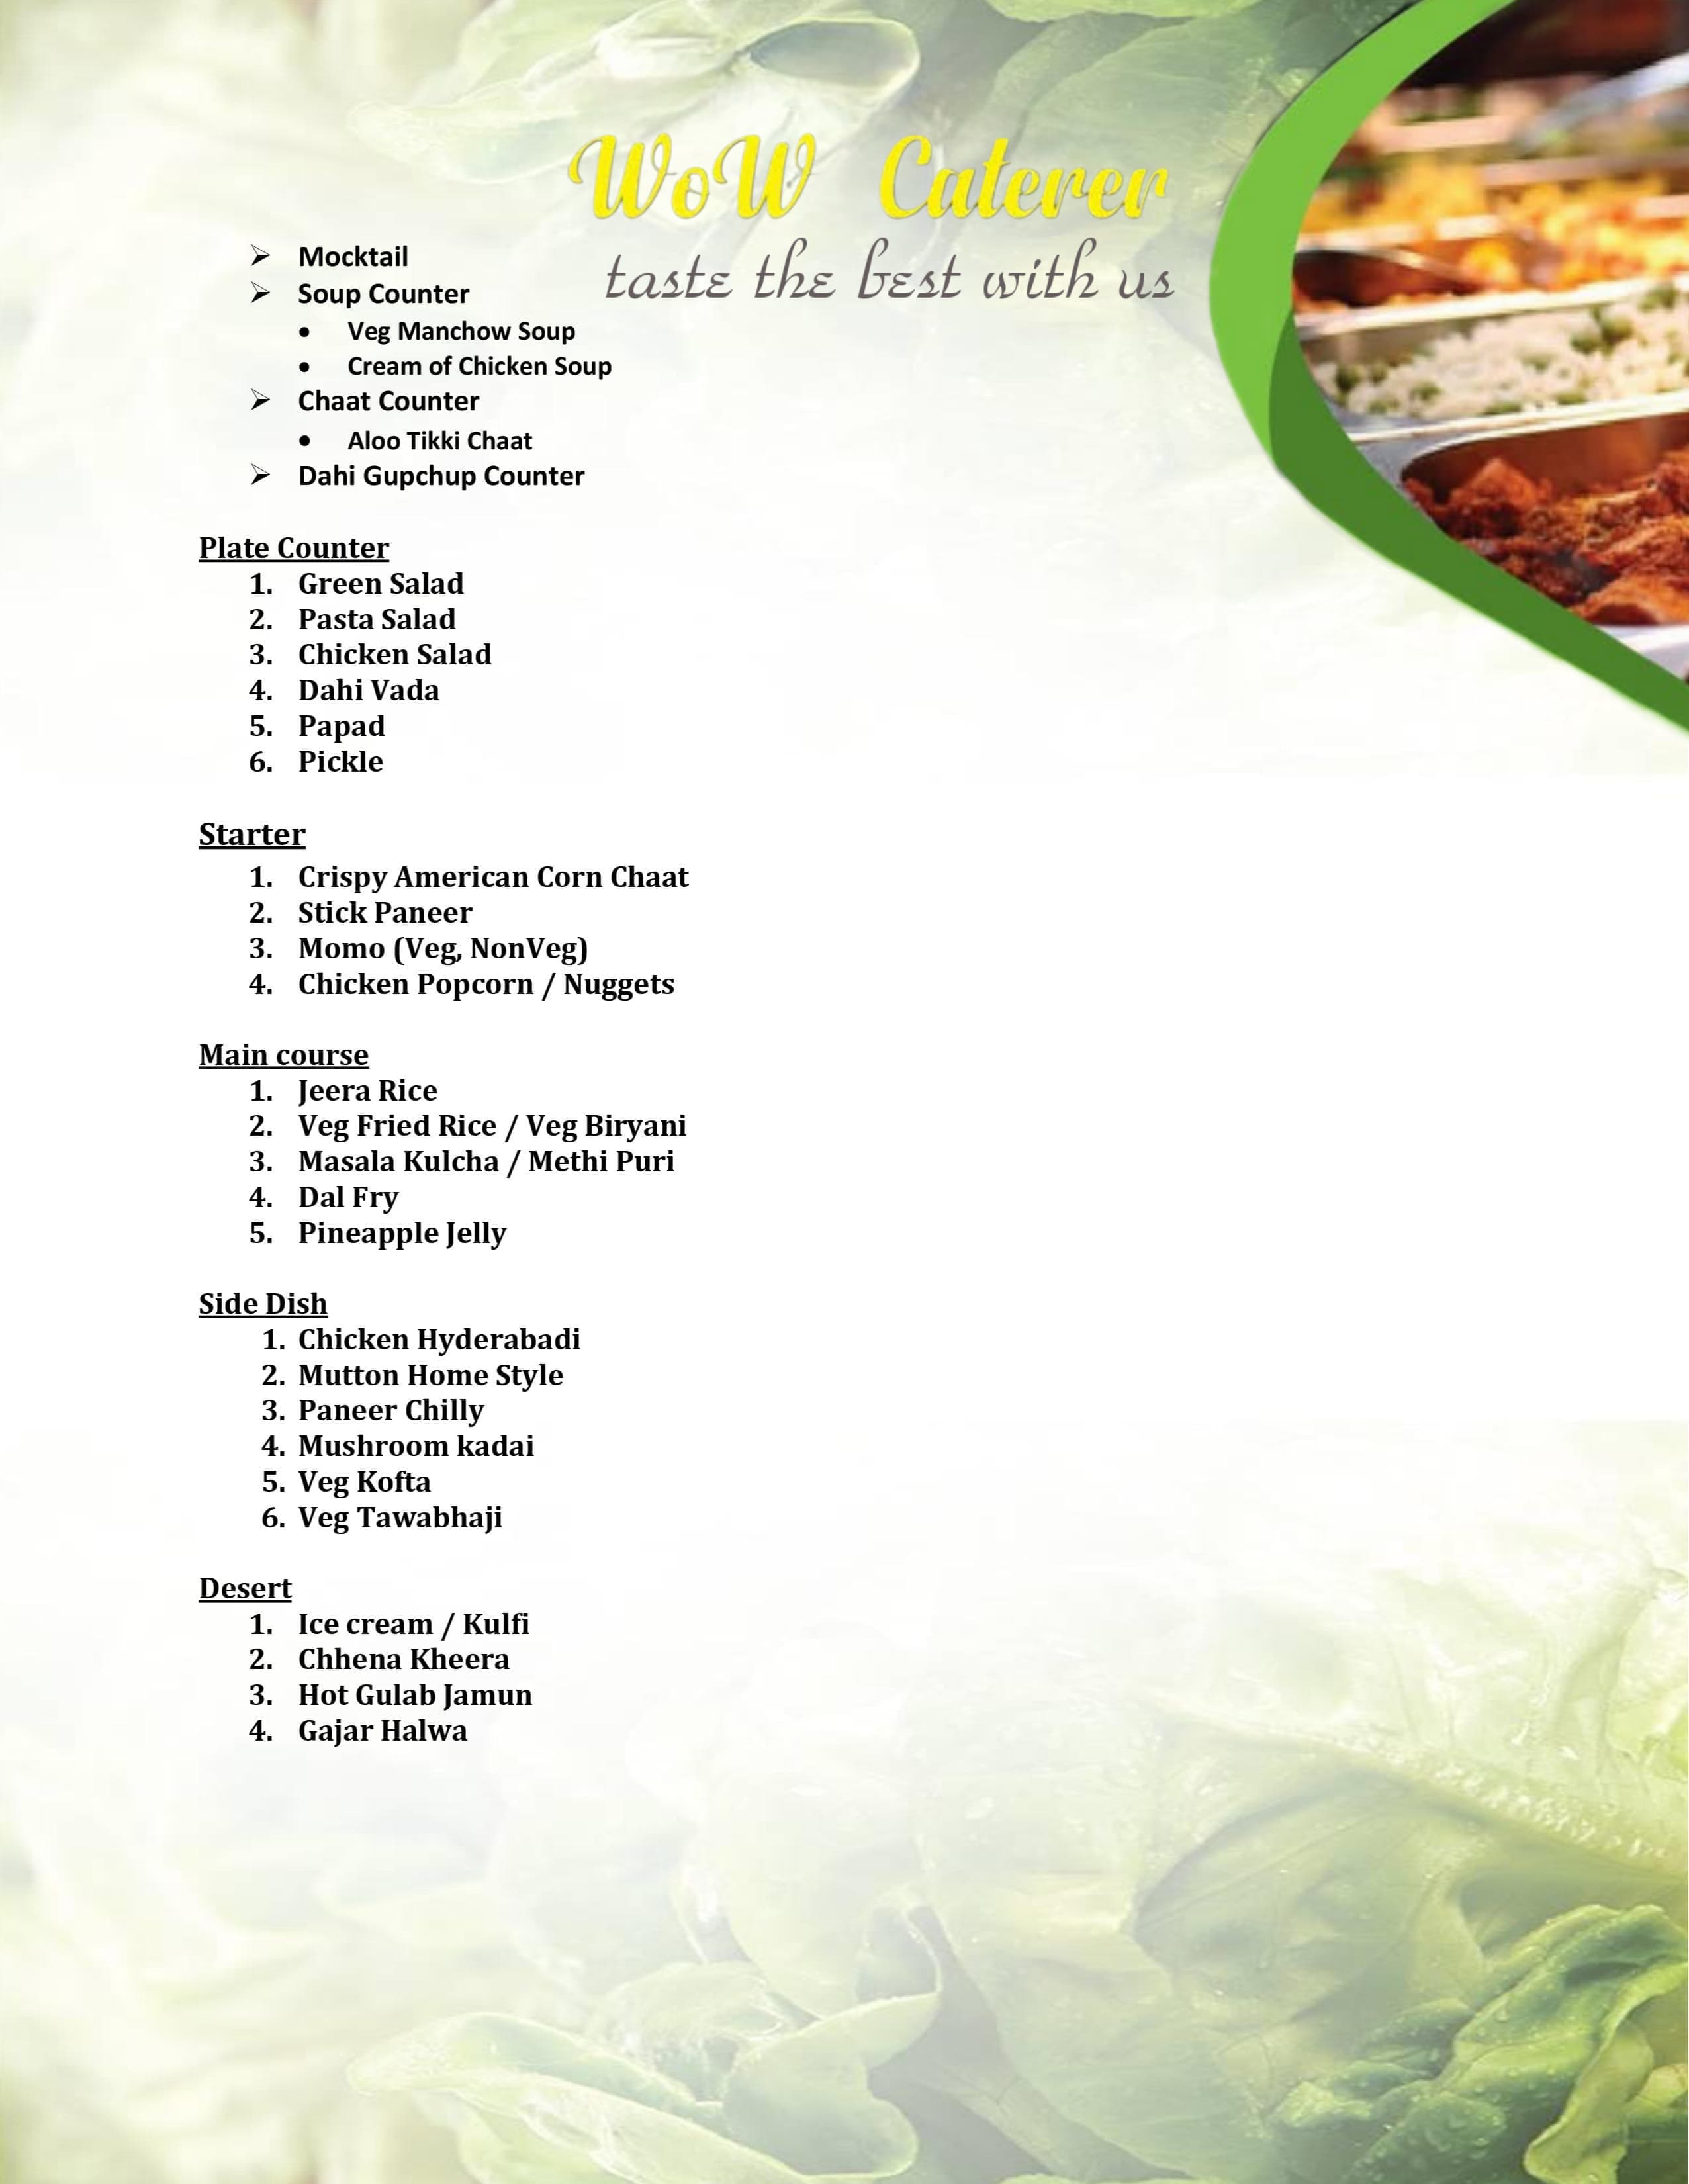 WoW Caterer
taste the best with us
➢ Mocktail
➢ Soup Counter
• Veg Manchow Soup
• Cream of Chicken Soup
➢ Chaat Counter
• Aloo Tikki Chaat
➢ Dahi Gupchup Counter
Plate Counter
1. Green Salad
2. Pasta Salad
3. Chicken Salad
4. Dahi Vada
5. Papad
6. Pickle
Starter
1. Crispy American Corn Chaat
2. Stick Paneer
3. Momo (Veg, NonVeg)
4. Chicken Popcorn / Nuggets
Main course
1. Jeera Rice
2. Veg Fried Rice / Veg Biryani
3. Masala Kulcha / Methi Puri
4. Dal Fry
5. Pineapple Jelly
Side Dish
1. Chicken Hyderabadi
2. Mutton Home Style
3. Paneer Chilly
4. Mushroom kadai
5. Veg Kofta
6. Veg Tawabhaji
Desert
1. Ice cream / Kulfi
2. Chhena Kheera
3. Hot Gulab Jamun
4. Gajar Halwa